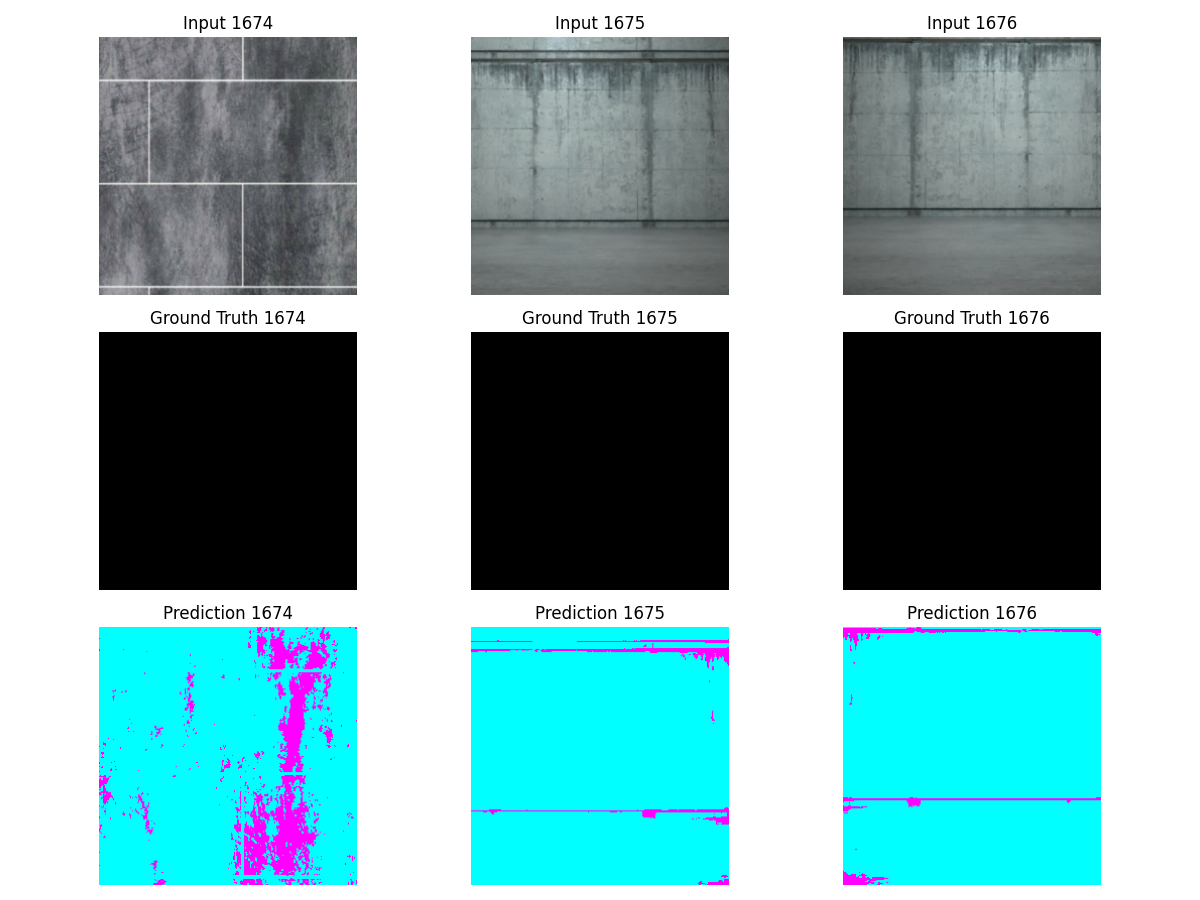 Input 1674
Input 1675
Input 1676
Ground Truth 1674
Ground Truth 1675
Ground Truth 1676
Prediction 1674
Prediction 1675
Prediction 1676